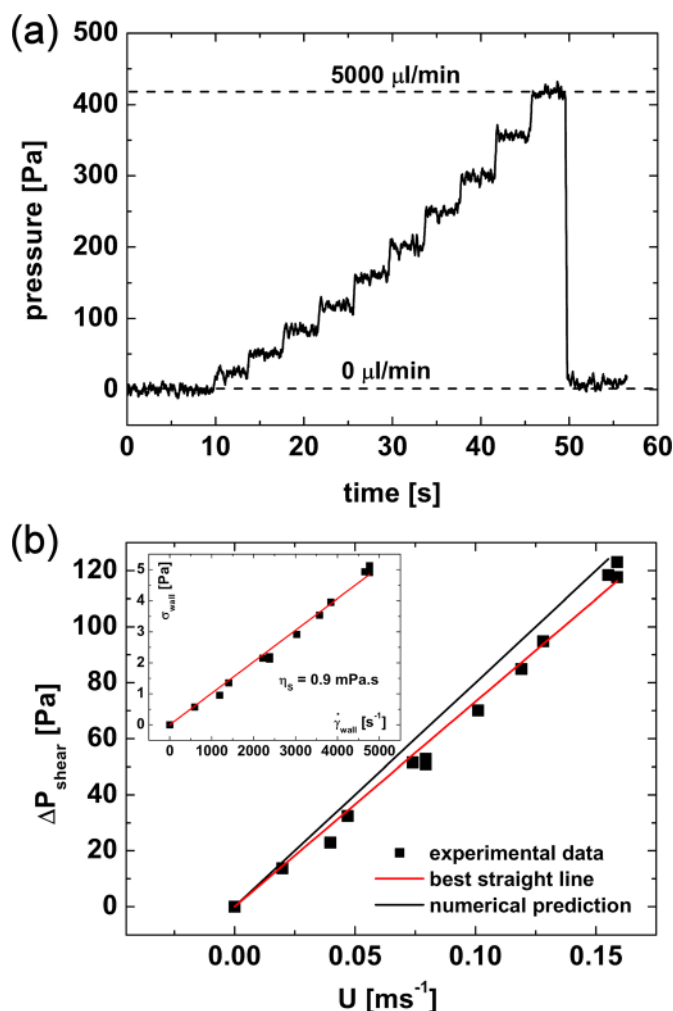 (a)
500
400
300
200
100
0
pressure [Pa]
5000 µl/min
0 µl/min
0 10 20 30 40 50 60
time [s]
(b)
120
100
80
60
40
20
0
ΔP_shear [Pa]
5
4
3
2
1
0
σ_wall [Pa]
η_S = 0.9 mPa.s
γ̇_wall [s⁻¹]
0 1000 2000 3000 4000 5000
experimental data
best straight line
numerical prediction
0.00 0.05 0.10 0.15
U [ms⁻¹]